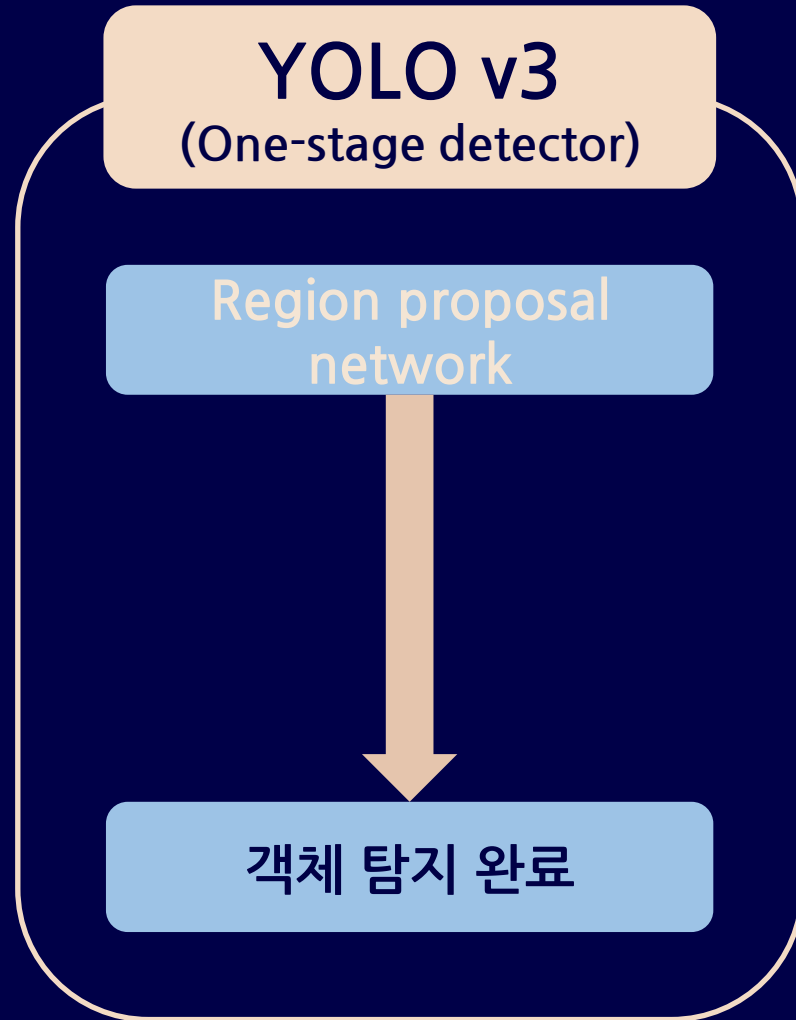 YOLO v3
(One-stage detector)
Region proposal
network
객체 탐지 완료